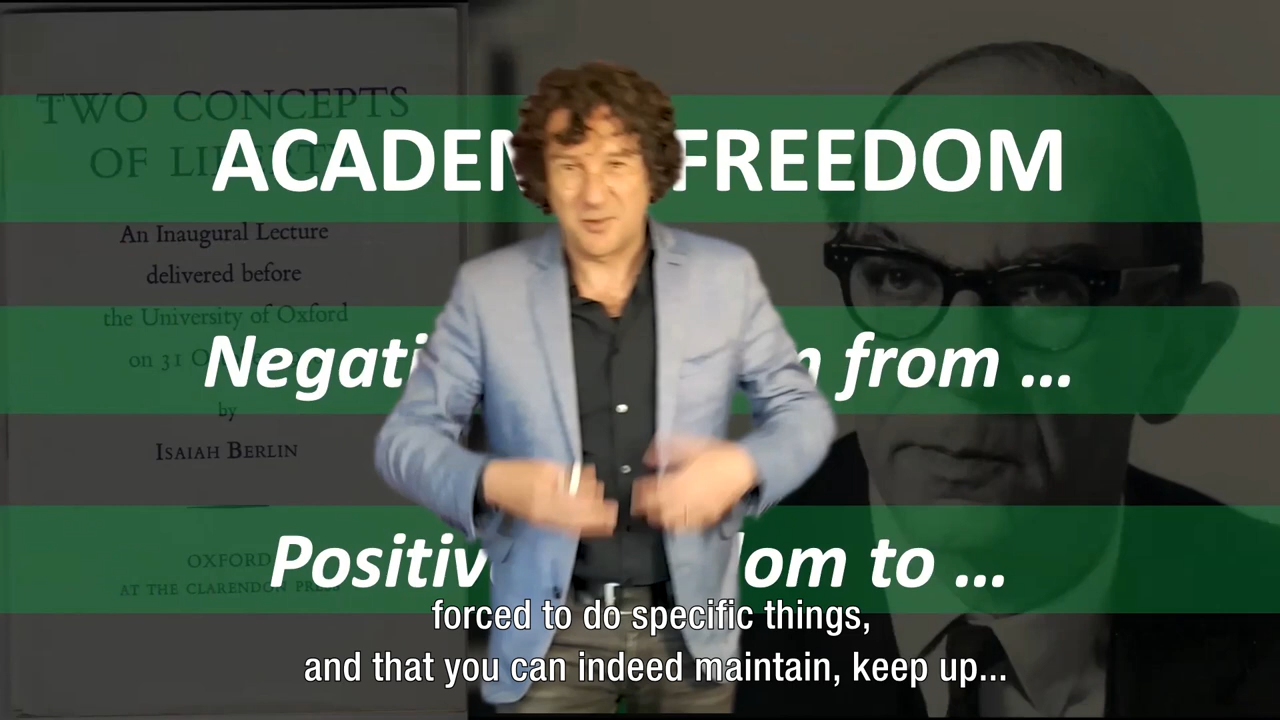 TWO CONCEPTS
OF LIBERTY
ACADEM FREEDOM
An Inaugural Lecture
delivered before
the University of Oxford
on 31 O
Negati n from ...
by
ISAIAH BERLIN
Positiv dom to ...
OXFORD
AT THE CLARENDON PRESS
forced to do specific things,
and that you can indeed maintain, keep up...